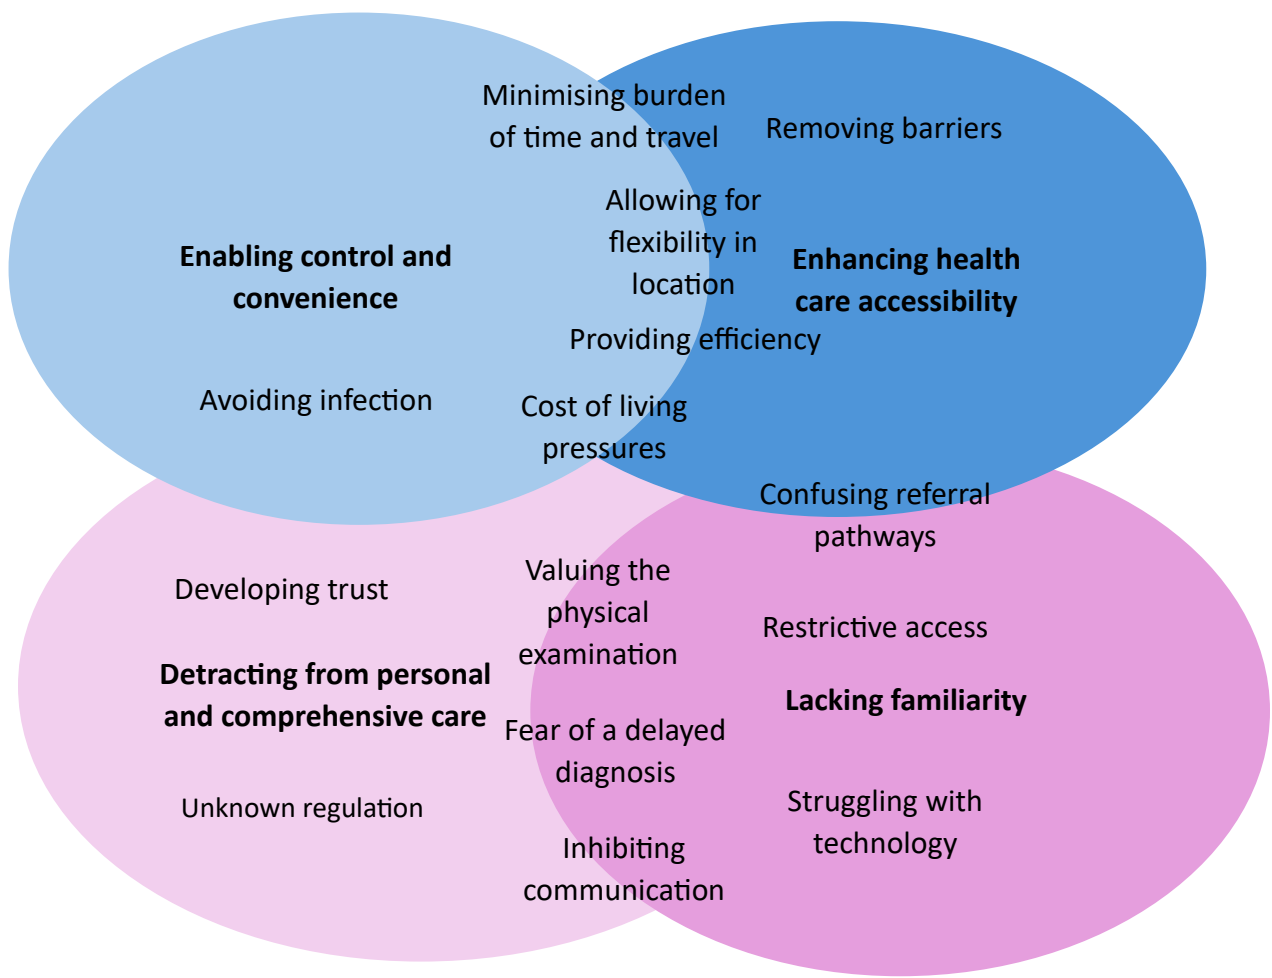 Minimising burden
of time and travel
Removing barriers
Allowing for
flexibility in
location
Enabling control and
convenience
Enhancing health
care accessibility
Providing efficiency
Avoiding infection
Cost of living
pressures
Confusing referral
pathways
Developing trust
Valuing the
physical
examination
Restrictive access
Detracting from personal
and comprehensive care
Lacking familiarity
Fear of a delayed
diagnosis
Unknown regulation
Struggling with
technology
Inhibiting
communication